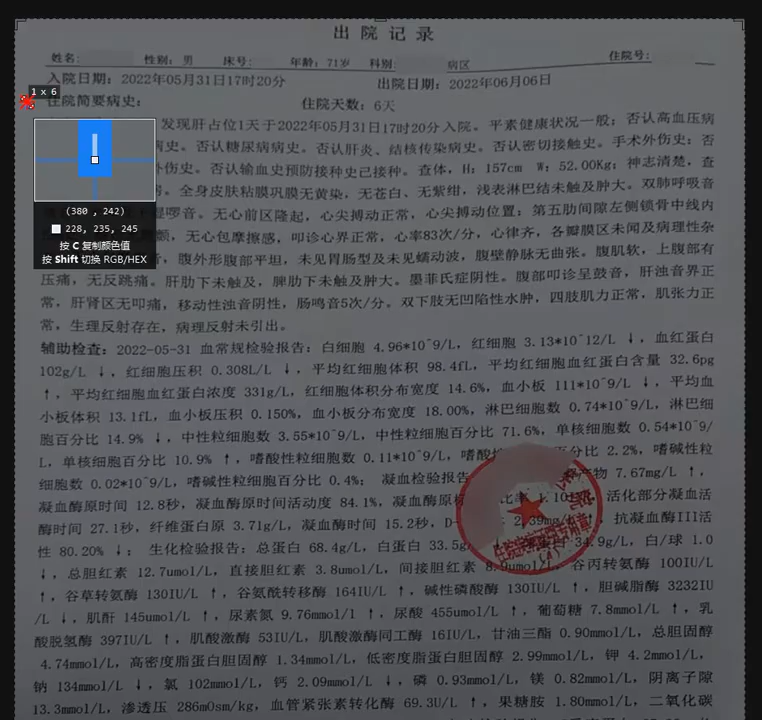 出院记录
姓名: 性别: 男 床号: 年龄: 71岁 科别: 病区 住院号:
入院日期: 2022年05月31日17时20分 出院日期: 2022年06月06日
住院简要病史: 住院天数: 6天
1 x 6
发现肝占位1天于2022年05月31日17时20分入院。平素健康状况一般; 否认高血压病
病史。否认糖尿病病史。否认肝炎、结核传染病史。否认密切接触史。手术外伤史: 否
外伤史。否认输血史预防接种史已接种。查体, H: 157cm W: 52.00Kg; 神志清楚, 查
全身皮肤粘膜巩膜无黄染, 无苍白、无紫绀, 浅表淋巴结未触及肿大。双肺呼吸音
湿啰音。无心前区隆起, 心尖搏动正常, 心尖搏动位置: 第五肋间隙左侧锁骨中线内
颤, 无心包摩擦感, 叩诊心界正常, 心率83次/分, 心律齐, 各瓣膜区未闻及病理性杂
音, 腹外形腹部平坦, 未见胃肠型及未见蠕动波, 腹壁静脉无曲张。腹肌软, 上腹部有
压痛, 无反跳痛。肝肋下未触及, 脾肋下未触及肿大。墨菲氏症阴性。腹部叩诊呈鼓音, 肝浊音界正
常, 肝肾区无叩痛, 移动性浊音阴性, 肠鸣音5次/分。双下肢无凹陷性水肿, 四肢肌力正常, 肌张力正
常, 生理反射存在, 病理反射未引出。
(380 , 242)
228, 235, 245
按 C 复制颜色值
按 Shift 切换 RGB/HEX
辅助检查: 2022-05-31 血常规检验报告: 白细胞 4.96*10^9/L, 红细胞 3.13*10^12/L ↓, 血红蛋白
102g/L ↓, 红细胞压积 0.308L/L ↓, 平均红细胞体积 98.4fL, 平均红细胞血红蛋白含量 32.6pg
↑, 平均红细胞血红蛋白浓度 331g/L, 红细胞体积分布宽度 14.6%, 血小板 111*10^9/L ↓, 平均血
小板体积 13.1fL, 血小板压积 0.150%, 血小板分布宽度 18.00%, 淋巴细胞数 0.74*10^9/L, 淋巴细
胞百分比 14.9% ↓, 中性粒细胞数 3.55*10^9/L, 中性粒细胞百分比 71.6%, 单核细胞数 0.54*10^9/
L, 单核细胞百分比 10.9% ↑, 嗜酸性粒细胞数 0.11*10^9/L, 嗜酸性 百分比 2.2%, 嗜碱性粒
细胞数 0.02*10^9/L, 嗜碱性粒细胞百分比 0.4%; 凝血检验报告 产物 7.67mg/L ↑,
凝血酶原时间 12.8秒, 凝血酶原时间活动度 84.1%, 凝血酶原 比率 活化部分凝血活
酶时间 27.1秒, 纤维蛋白原 3.71g/L, 凝血酶时间 15.2秒, D- 2.39mg 抗凝血酶III活
性 80.20% ↓; 生化检验报告: 总蛋白 68.4g/L, 白蛋白 33.5g 34.9g/L, 白/球 1.0
↓, 总胆红素 12.7umol/L, 直接胆红素 3.8umol/L, 间接胆红素 8.9umol/L, 谷丙转氨酶 100IU/L
↑, 谷草转氨酶 130IU/L ↑, 谷氨酰转移酶 164IU/L ↑, 碱性磷酸酶 130IU/L ↑, 胆碱脂酶 3232IU
/L ↓, 肌酐 145umol/L ↑, 尿素氮 9.76mmol/l ↑, 尿酸 455umol/L ↑, 葡萄糖 7.8mmol/L ↑, 乳
酸脱氢酶 397IU/L ↑, 肌酸激酶 53IU/L, 肌酸激酶同工酶 16IU/L, 甘油三酯 0.90mmol/L, 总胆固醇
4.74mmol/L, 高密度脂蛋白胆固醇 1.34mmol/L, 低密度脂蛋白胆固醇 2.99mmol/L, 钾 4.2mmol/L,
钠 134mmol/L ↓, 氯 102mmol/L, 钙 2.09mmol/L ↓, 磷 0.93mmol/L, 镁 0.82mmol/L, 阴离子隙
13.3mmol/L, 渗透压 286mOsm/kg, 血管紧张素转化酶 69.3U/L ↑, 果糖胺 1.80mmol/L, 二氧化碳